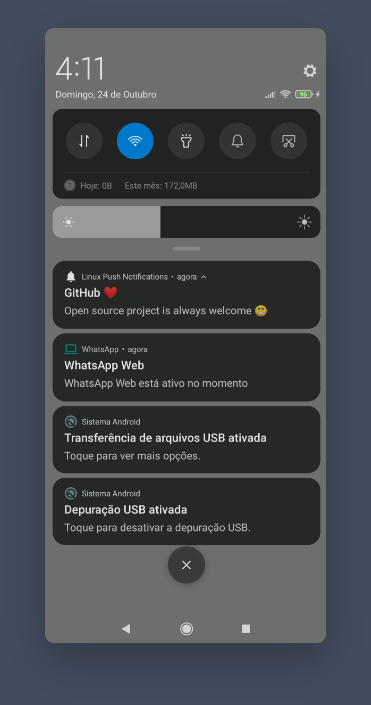 4:11
Domingo, 24 de Outubro
96
Hoje: 0B Este mês: 172,0MB
Linux Push Notifications • agora
GitHub ❤️
Open source project is always welcome 😁
WhatsApp • agora
WhatsApp Web
WhatsApp Web está ativo no momento
Sistema Android
Transferência de arquivos USB ativada
Toque para ver mais opções.
Sistema Android
Depuração USB ativada
Toque para desativar a depuração USB.